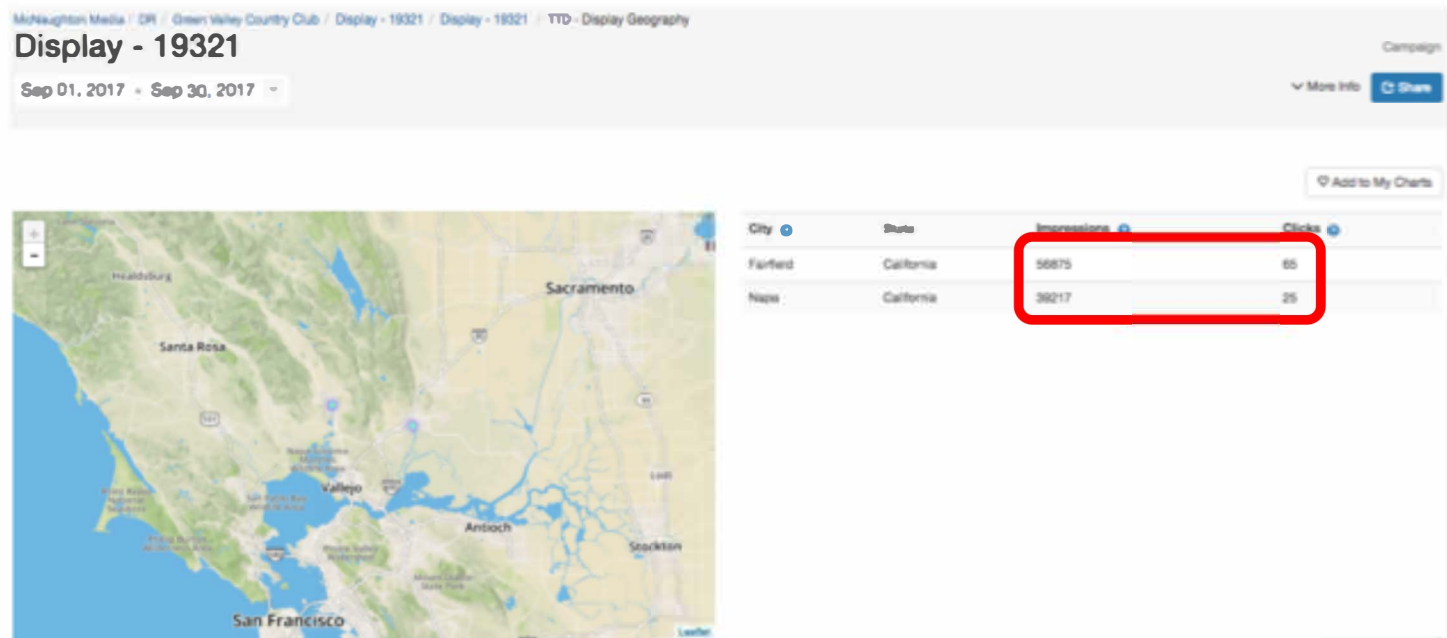 McNaughton Media / DR / Green Valley Country Club / Display - 19321 / Display - 19321 / TTD - Display Geography
Display - 19321
Campaign
Sep 01, 2017 - Sep 30, 2017
More Info
Share
Add to My Charts
City State Impressions Clicks
Fairfield California 56875 65
Napa California 39217 25
+
-
Healdsburg
Sacramento
Santa Rosa
101
Vallejo
Lodi
Antioch
Stockton
San Francisco
Leaflet